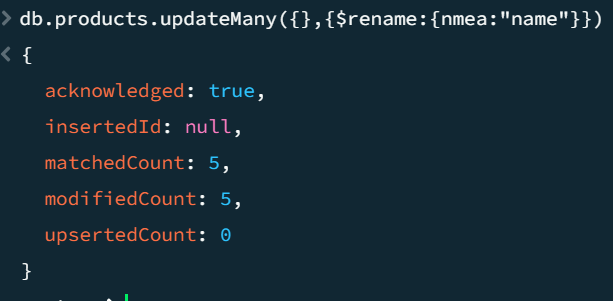 > db.products.updateMany({},{$rename:{nmea:"name"}})
< {
acknowledged: true,
insertedId: null,
matchedCount: 5,
modifiedCount: 5,
upsertedCount: 0
}